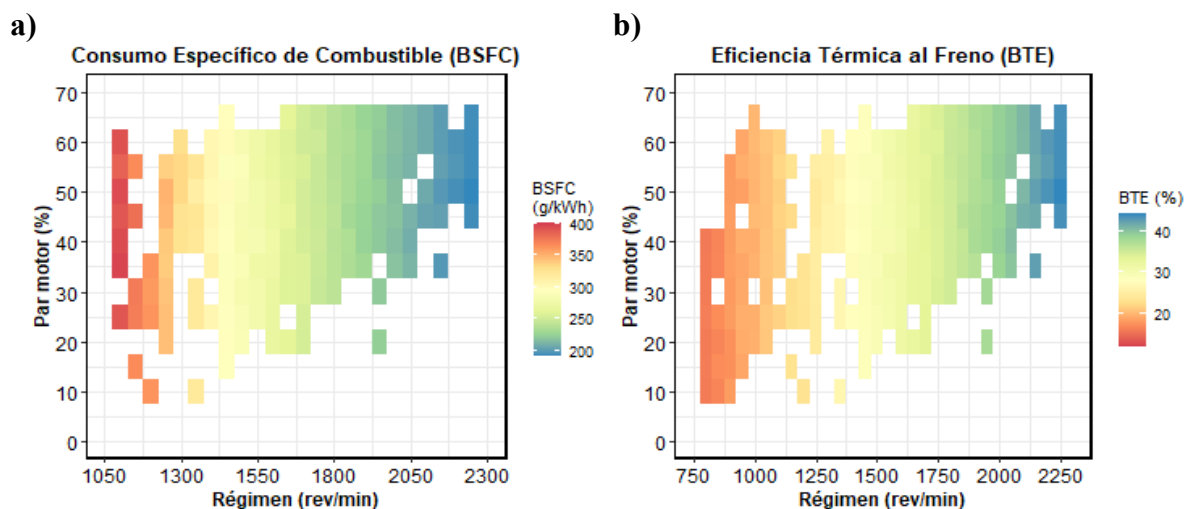 a)
Consumo Específico de Combustible (BSFC)
70
60
50
40
30
20
10
0
Par motor (%)
1050 1300 1550 1800 2050 2300
Régimen (rev/min)
BSFC
(g/kWh)
400
350
300
250
200
b)
Eficiencia Térmica al Freno (BTE)
70
60
50
40
30
20
10
0
Par motor (%)
750 1000 1250 1500 1750 2000 2250
Régimen (rev/min)
BTE (%)
40
30
20